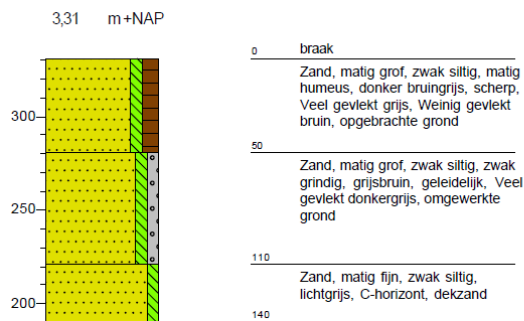 3,31 m+NAP
0 braak
Zand, matig grof, zwak siltig, matig
humeus, donker bruingrijs, scherp,
Veel gevlekt grijs, Weinig gevlekt
bruin, opgebrachte grond
300
50
Zand, matig grof, zwak siltig, zwak
grindig, grijsbruin, geleidelijk, Veel
gevlekt donkergrijs, omgewerkte
grond
250
110
Zand, matig fijn, zwak siltig,
lichtgrijs, C-horizont, dekzand
200
140